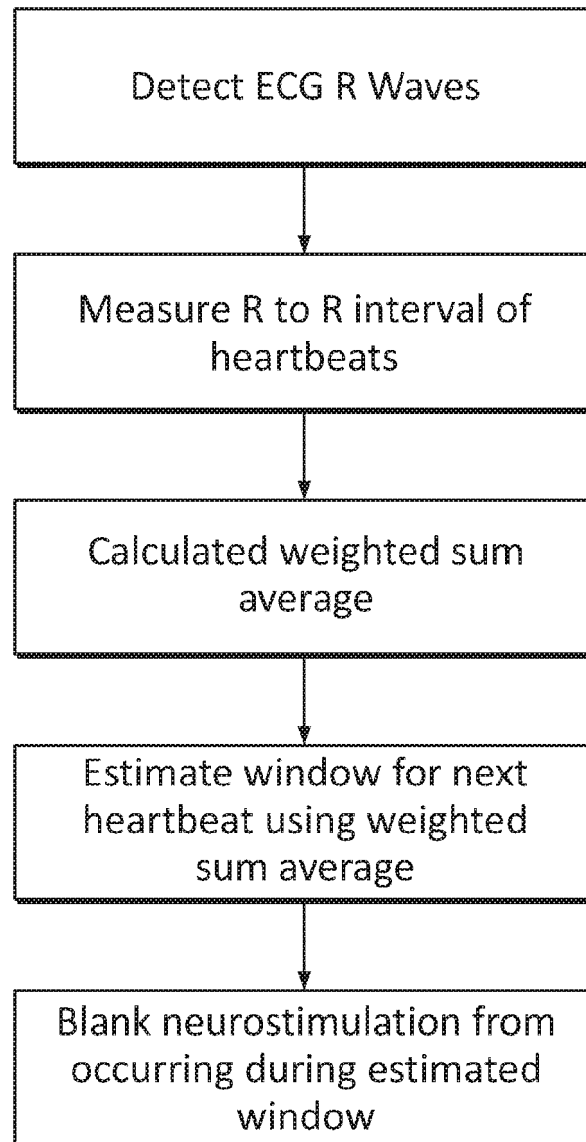 Detect ECG R Waves
Measure R to R interval of
heartbeats
Calculated weighted sum
average
Estimate window for next
heartbeat using weighted
sum average
Blank neurostimulation from
occurring during estimated
window